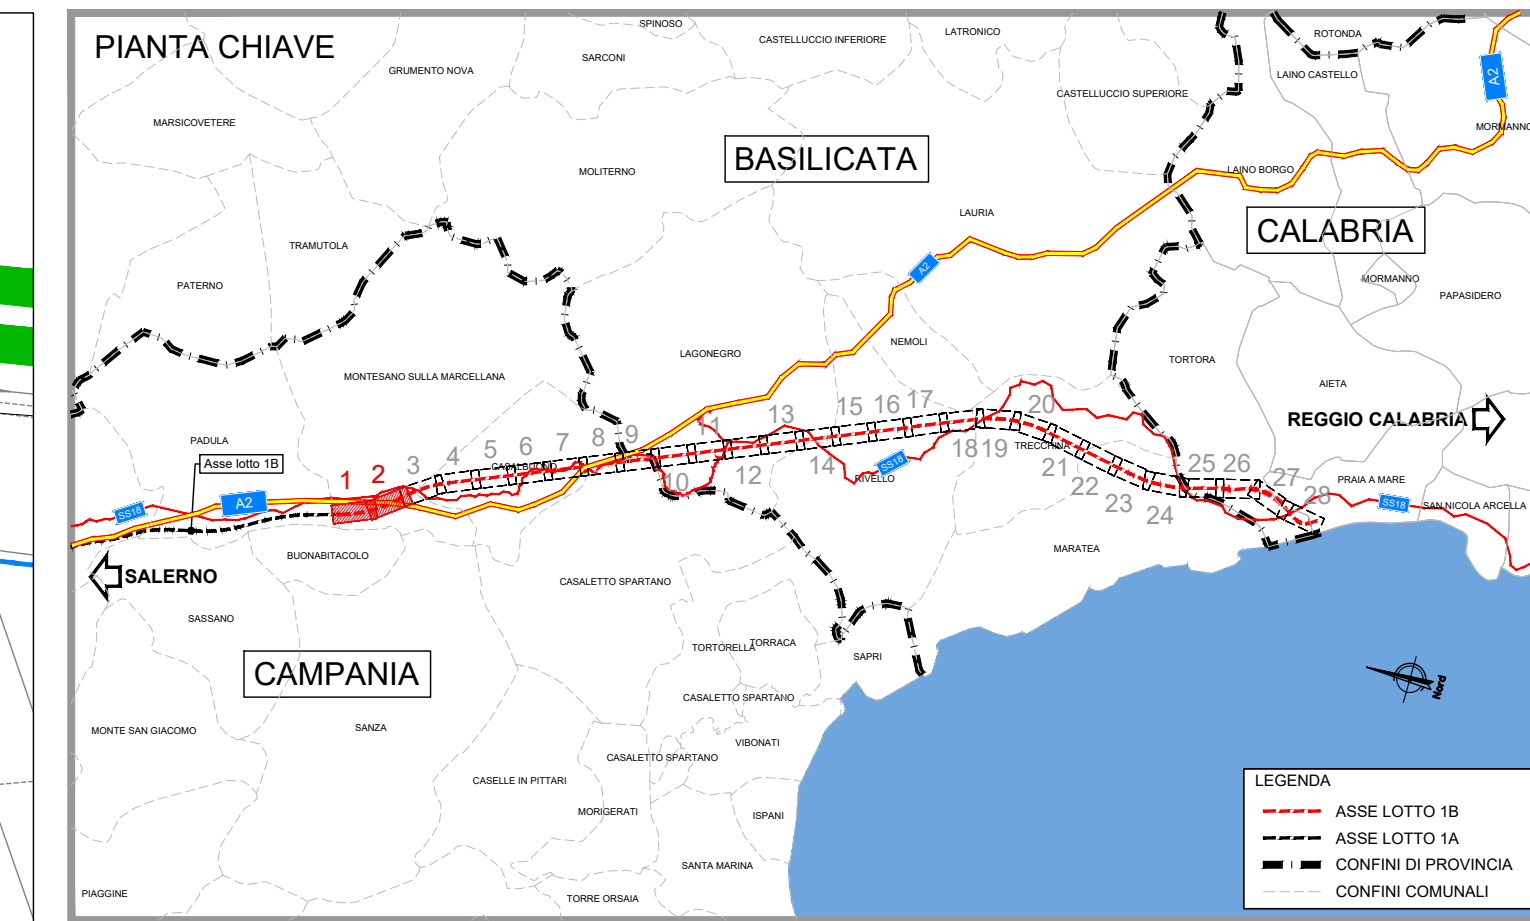 PIANTA CHIAVE
SPINOSO
GRUMENTO NOVA
SARCONI
CASTELLUCCIO INFERIORE
LATRONICO
ROTONDA
LAINO CASTELLO
A2
CASTELLUCCIO SUPERIORE
MARSICOVETERE
MORMANNO
BASILICATA
MOLITERNO
LAINO BORGO
LAURIA
CALABRIA
TRAMUTOLA
A2
PATERNO
MORMANNO
PAPASIDERO
NEMOLI
LAGONEGRO
TORTORA
MONTESANO SULLA MARCELLANA
AIETA
REGGIO CALABRIA
PADULA
Asse lotto 1B
CASALBUONO
TRECCHINA
RIVELLO
SS18
PRAIA A MARE
SAN NICOLA ARCELLA
SS18
SS18
A2
1
2
3
4
5
6
7
8
9
10
11
12
13
14
15
16
17
18
19
20
21
22
23
24
25
26
27
28
BUONABITACOLO
MARATEA
SALERNO
CASALETTO SPARTANO
SASSANO
TORTORELLA
TORRACA
SAPRI
CAMPANIA
CASALETTO SPARTANO
Nord
MONTE SAN GIACOMO
SANZA
VIBONATI
CASALETTO SPARTANO
CASELLE IN PITTARI
MORIGERATI
ISPANI
SANTA MARINA
PIAGGINE
TORRE ORSAIA
LEGENDA
ASSE LOTTO 1B
ASSE LOTTO 1A
CONFINI DI PROVINCIA
CONFINI COMUNALI